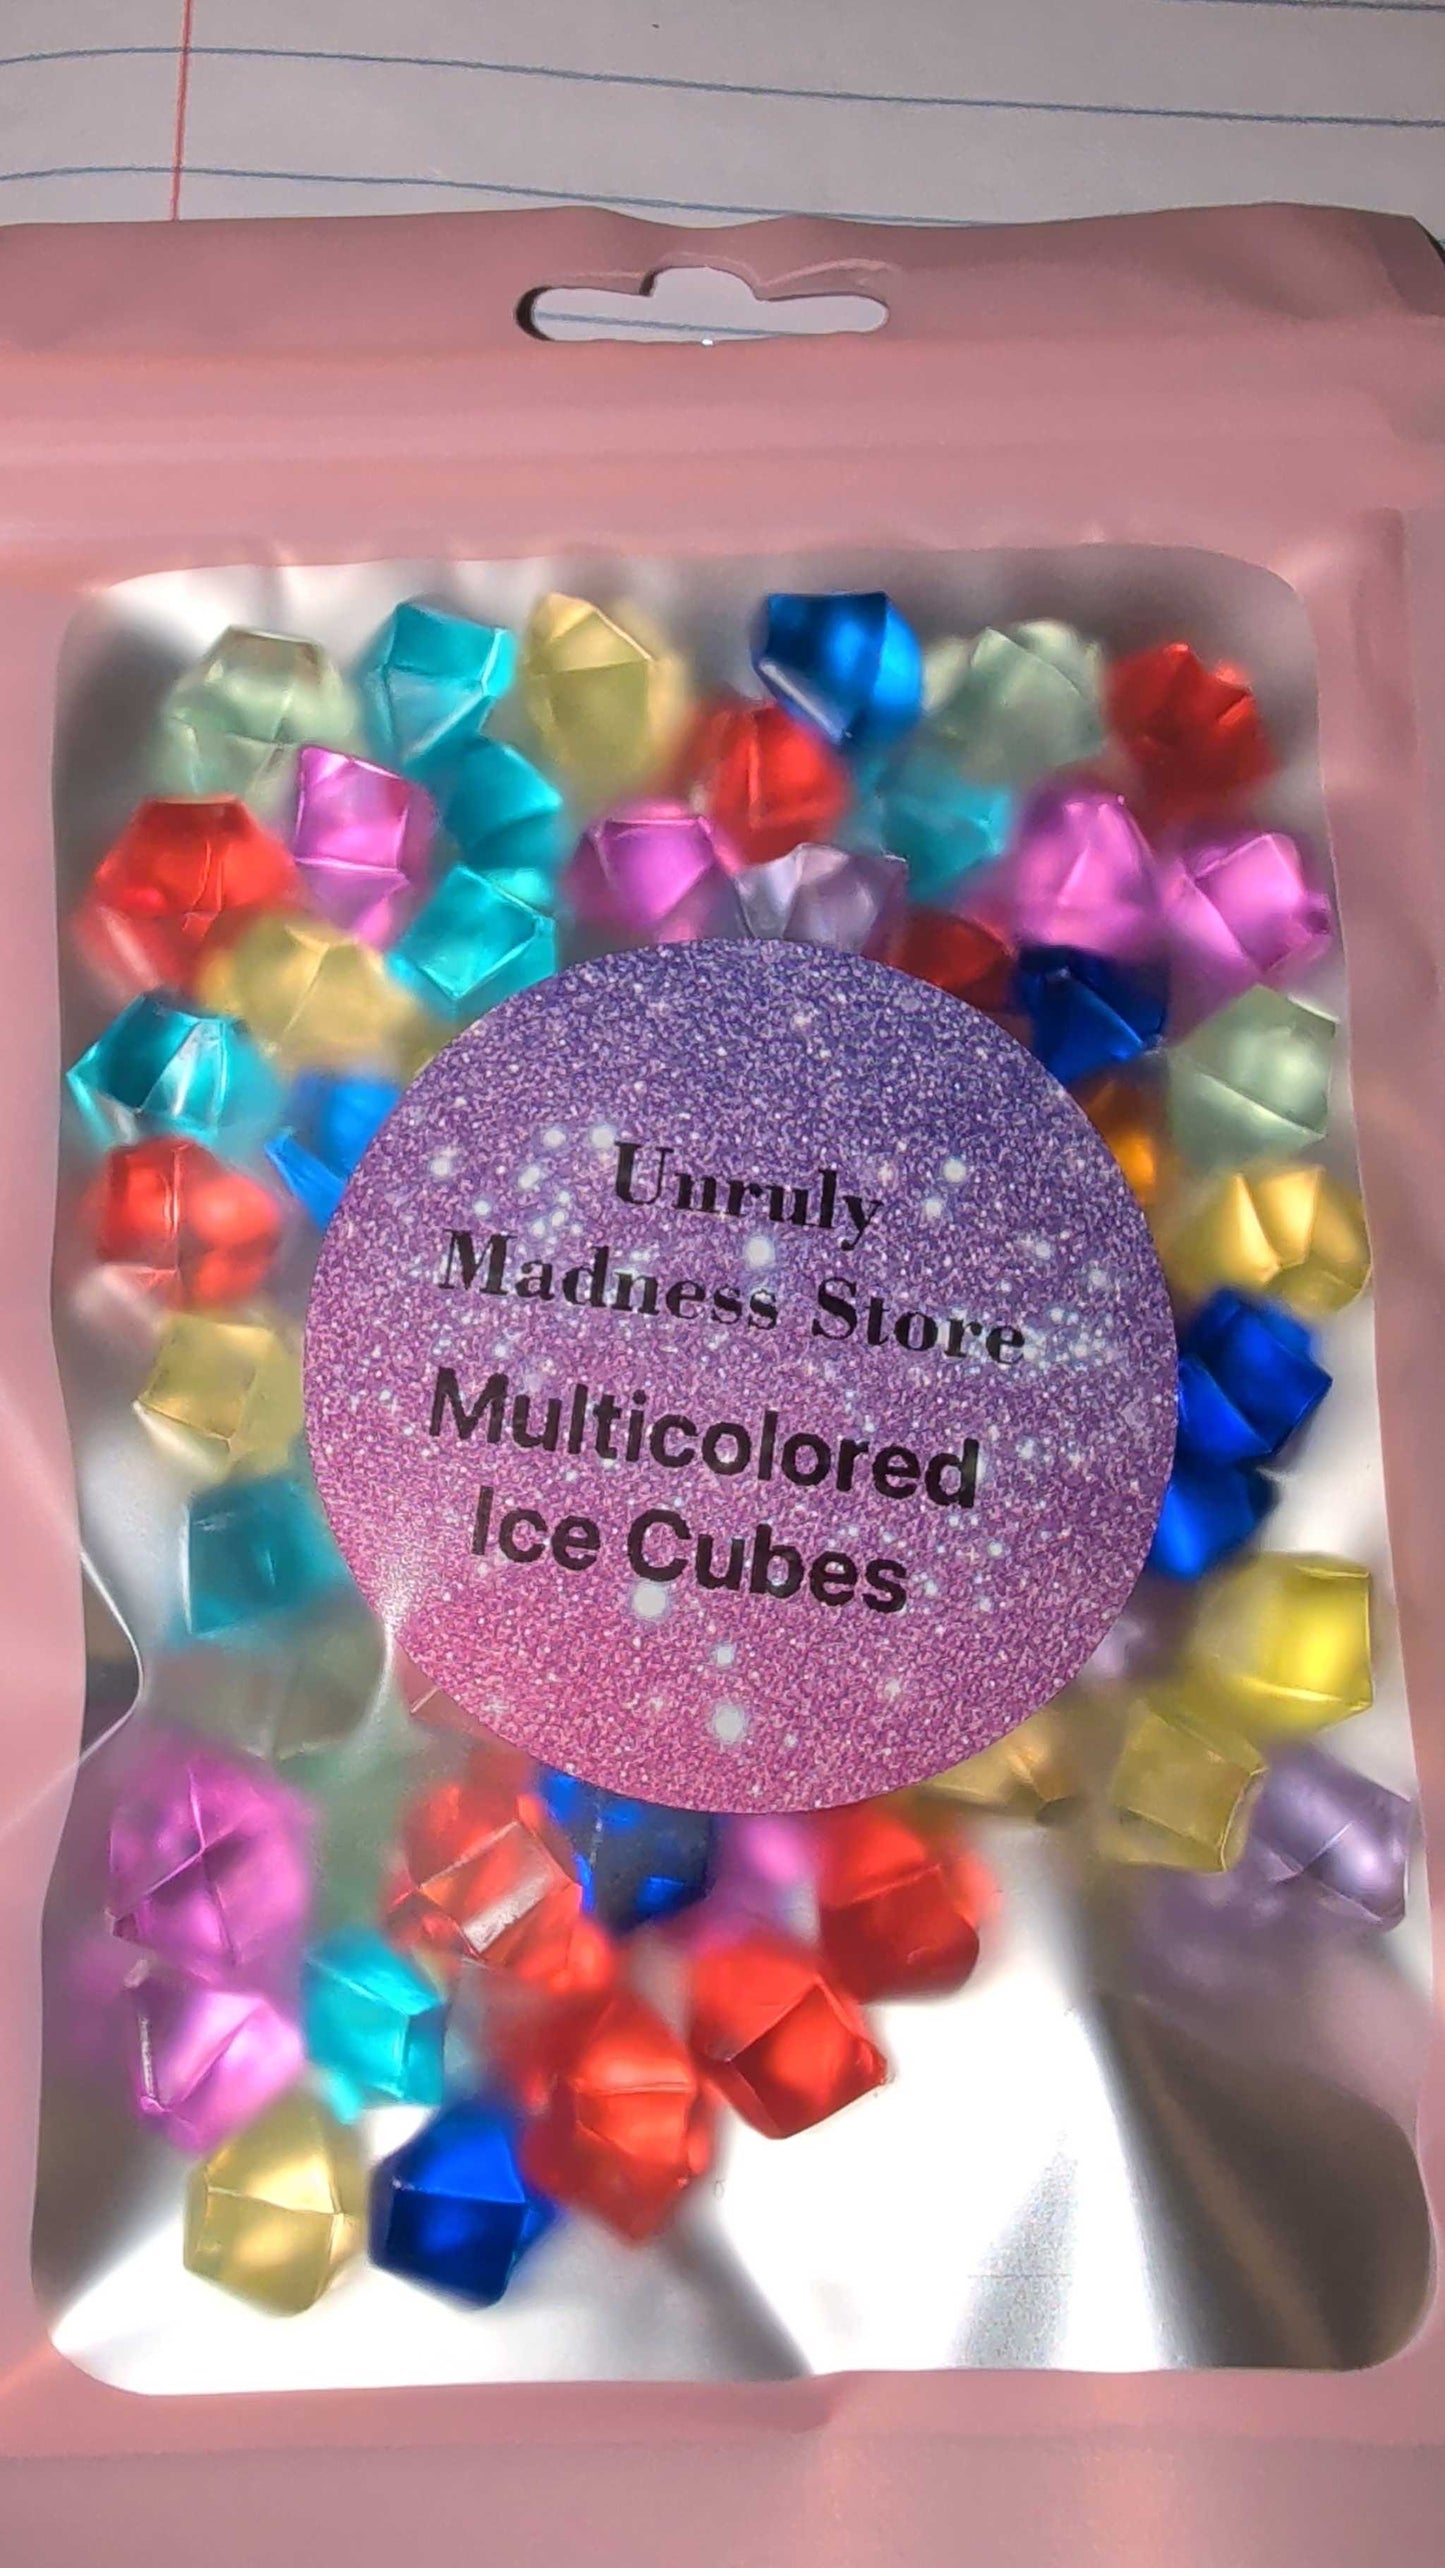 Unruly
Madness Store
Multicolored
Ice Cubes